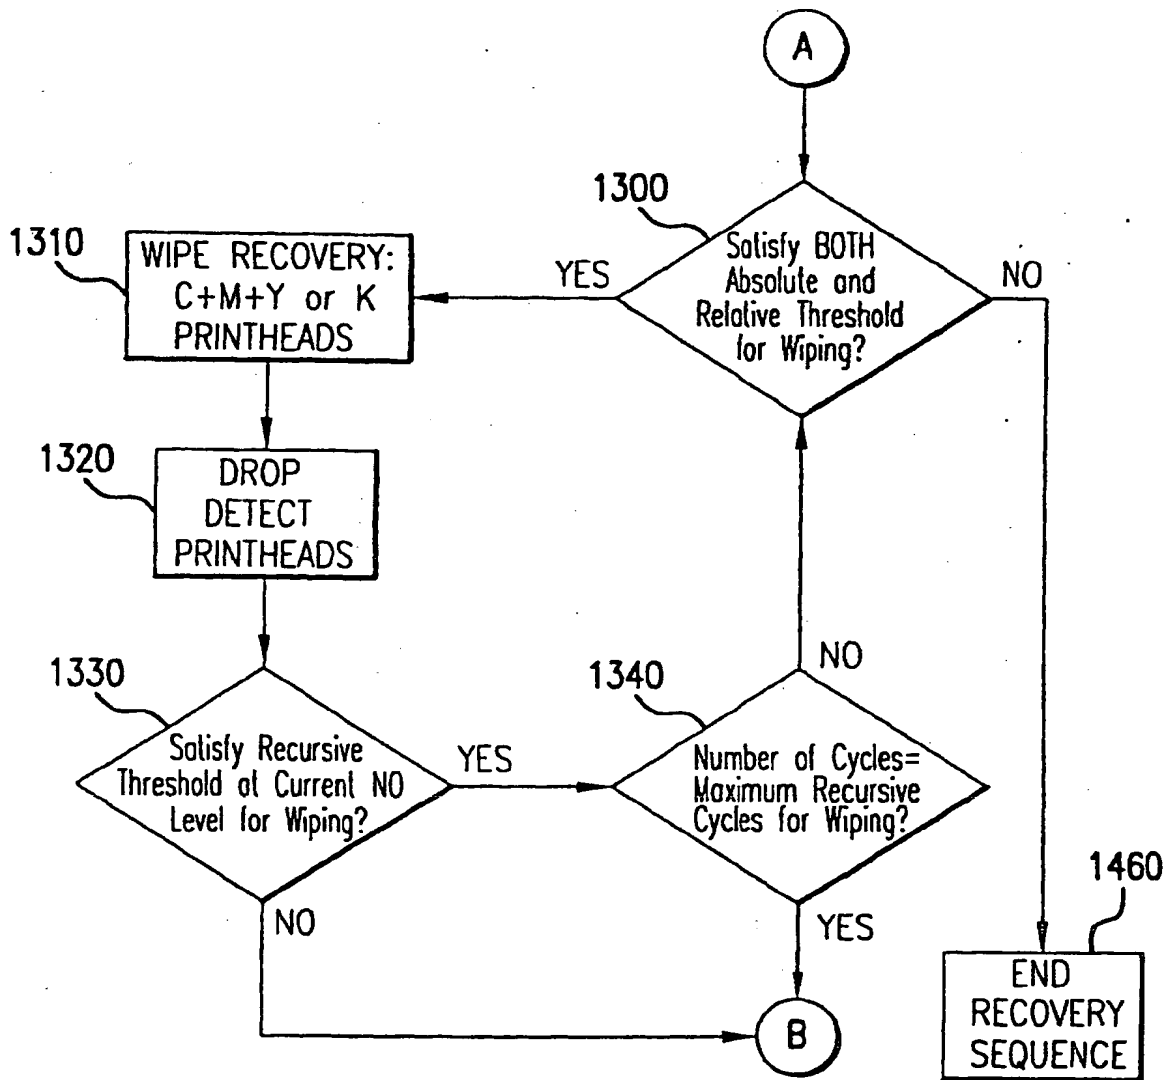 A
1300
Satisfy BOTH
Absolute and
Relative Threshold
for Wiping?
YES
NO
1310
WIPE RECOVERY:
C+M+Y or K
PRINTHEADS
1320
DROP
DETECT
PRINTHEADS
1330
Satisfy Recursive
Threshold at Current NO
Level for Wiping?
YES
NO
1340
Number of Cycles=
Maximum Recursive
Cycles for Wiping?
NO
YES
B
1460
END
RECOVERY
SEQUENCE